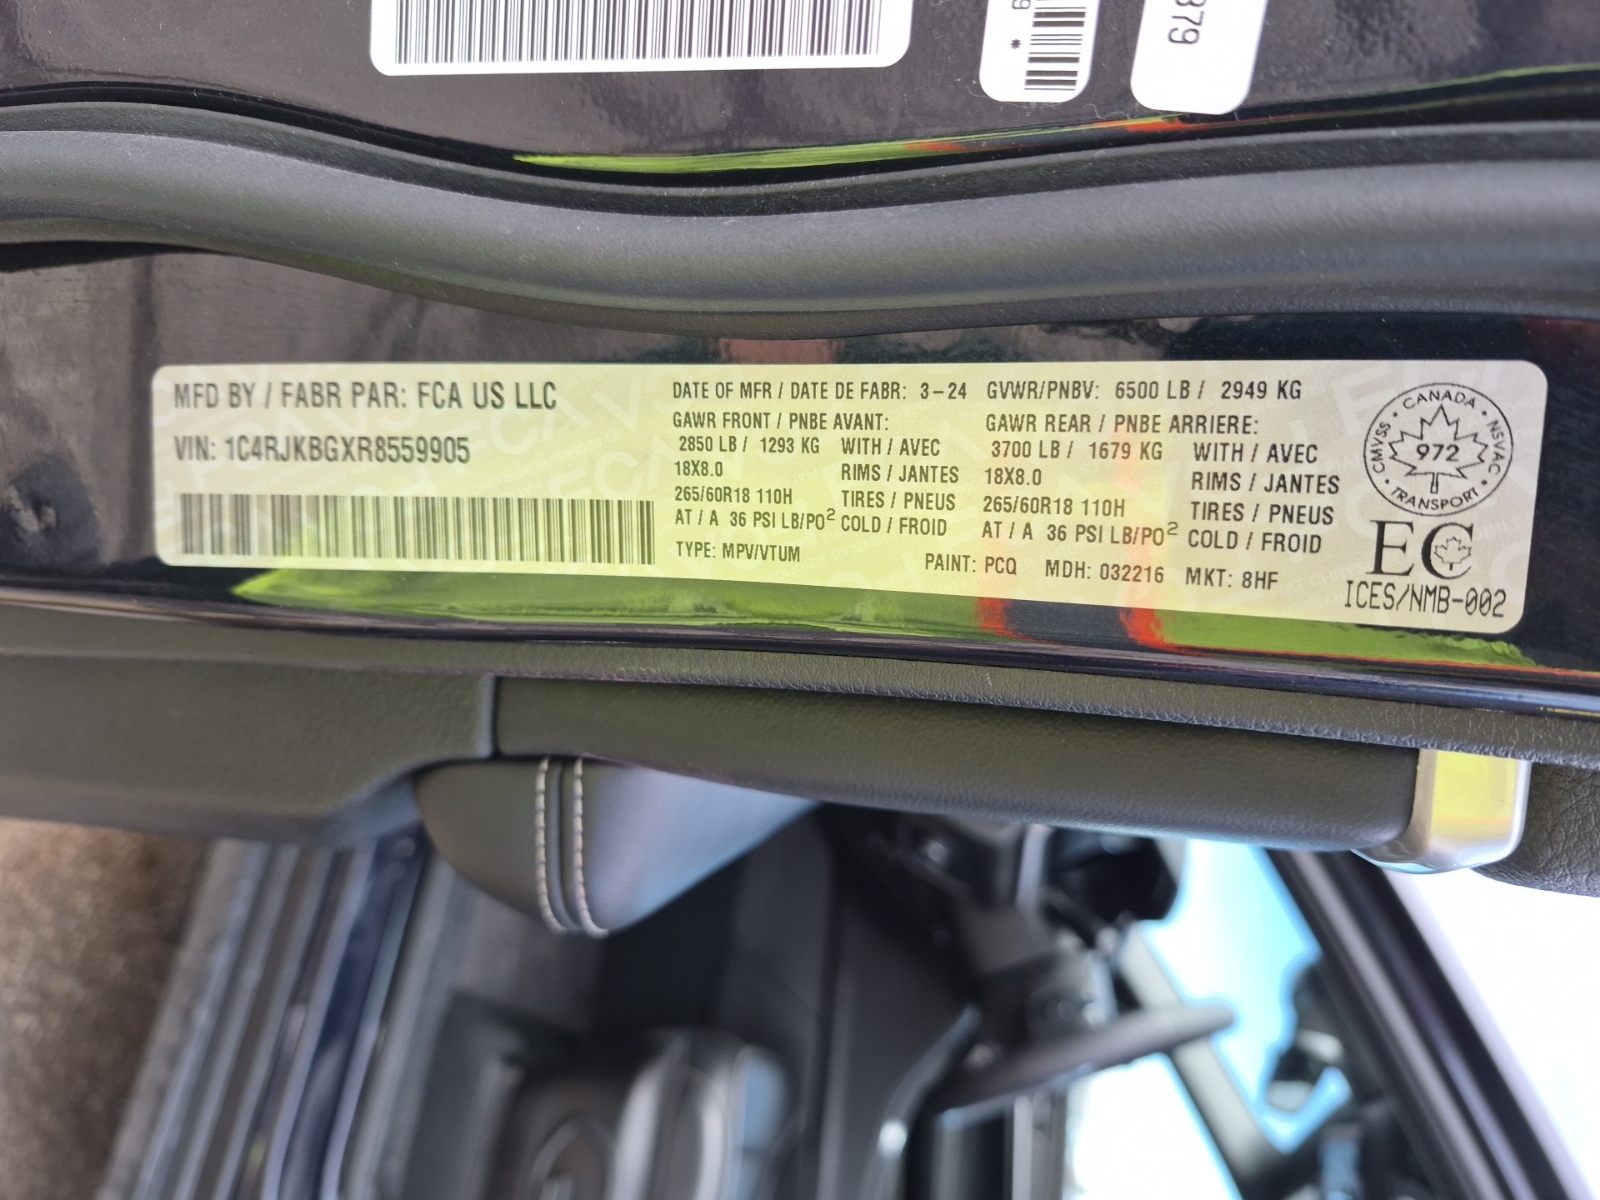 9 *
379
MFD BY / FABR PAR: FCA US LLC
VIN: 1C4RJKBGXR8559905
DATE OF MFR / DATE DE FABR: 3-24 GVWR/PNBV: 6500 LB / 2949 KG
GAWR FRONT / PNBE AVANT:
2850 LB / 1293 KG WITH / AVEC
18X8.0 RIMS / JANTES
265/60R18 110H TIRES / PNEUS
AT / A 36 PSI LB/PO² COLD / FROID
GAWR REAR / PNBE ARRIERE:
3700 LB / 1679 KG WITH / AVEC
18X8.0 RIMS / JANTES
265/60R18 110H TIRES / PNEUS
AT / A 36 PSI LB/PO² COLD / FROID
TYPE: MPV/VTUM PAINT: PCQ MDH: 032216 MKT: 8HF
CANADA
CMVSS 972 NSVAC
TRANSPORT
EC
ICES/NMB-002